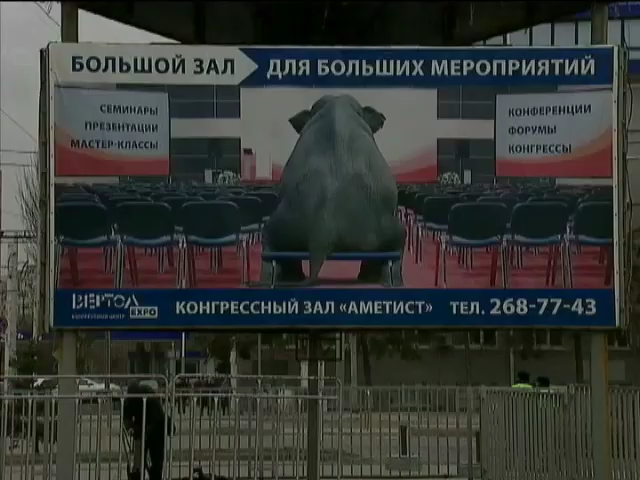 БОЛЬШОЙ ЗАЛ ДЛЯ БОЛЬШИХ МЕРОПРИЯТИЙ
СЕМИНАРЫ
ПРЕЗЕНТАЦИИ
МАСТЕР-КЛАССЫ
КОНФЕРЕНЦИИ
ФОРУМЫ
КОНГРЕССЫ
ВЕРТОЛ
EXPO
КОНГРЕССНЫЙ ЗАЛ «АМЕТИСТ» ТЕЛ. 268-77-43